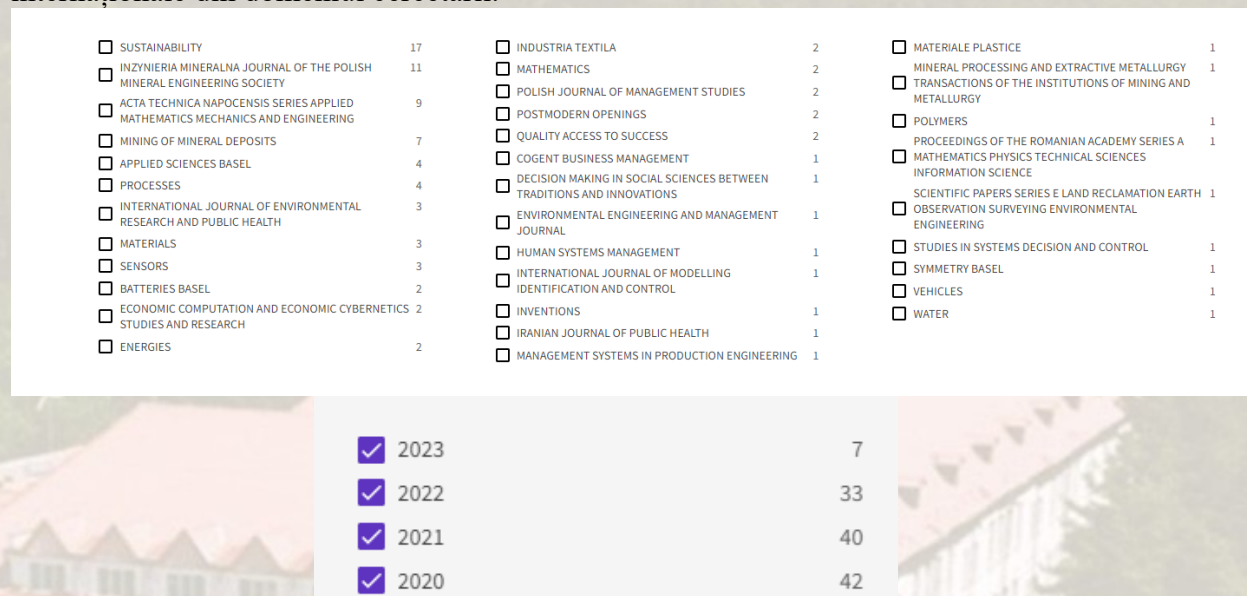 internaționale din domeniul cercetării.
SUSTAINABILITY 17
INZYNIERIA MINERALNA JOURNAL OF THE POLISH 11
MINERAL ENGINEERING SOCIETY
ACTA TECHNICA NAPOCENSIS SERIES APPLIED 9
MATHEMATICS MECHANICS AND ENGINEERING
MINING OF MINERAL DEPOSITS 7
APPLIED SCIENCES BASEL 4
PROCESSES 4
INTERNATIONAL JOURNAL OF ENVIRONMENTAL 3
RESEARCH AND PUBLIC HEALTH
MATERIALS 3
SENSORS 3
BATTERIES BASEL 2
ECONOMIC COMPUTATION AND ECONOMIC CYBERNETICS 2
STUDIES AND RESEARCH
ENERGIES 2
INDUSTRIA TEXTILA 2
MATHEMATICS 2
POLISH JOURNAL OF MANAGEMENT STUDIES 2
POSTMODERN OPENINGS 2
QUALITY ACCESS TO SUCCESS 2
COGENT BUSINESS MANAGEMENT 1
DECISION MAKING IN SOCIAL SCIENCES BETWEEN 1
TRADITIONS AND INNOVATIONS
ENVIRONMENTAL ENGINEERING AND MANAGEMENT 1
JOURNAL
HUMAN SYSTEMS MANAGEMENT 1
INTERNATIONAL JOURNAL OF MODELLING 1
IDENTIFICATION AND CONTROL
INVENTIONS 1
IRANIAN JOURNAL OF PUBLIC HEALTH 1
MANAGEMENT SYSTEMS IN PRODUCTION ENGINEERING 1
MATERIALE PLASTICE 1
MINERAL PROCESSING AND EXTRACTIVE METALLURGY 1
TRANSACTIONS OF THE INSTITUTIONS OF MINING AND
METALLURGY
POLYMERS 1
PROCEEDINGS OF THE ROMANIAN ACADEMY SERIES A 1
MATHEMATICS PHYSICS TECHNICAL SCIENCES
INFORMATION SCIENCE
SCIENTIFIC PAPERS SERIES E LAND RECLAMATION EARTH 1
OBSERVATION SURVEYING ENVIRONMENTAL
ENGINEERING
STUDIES IN SYSTEMS DECISION AND CONTROL 1
SYMMETRY BASEL 1
VEHICLES 1
WATER 1
2023 7
2022 33
2021 40
2020 42